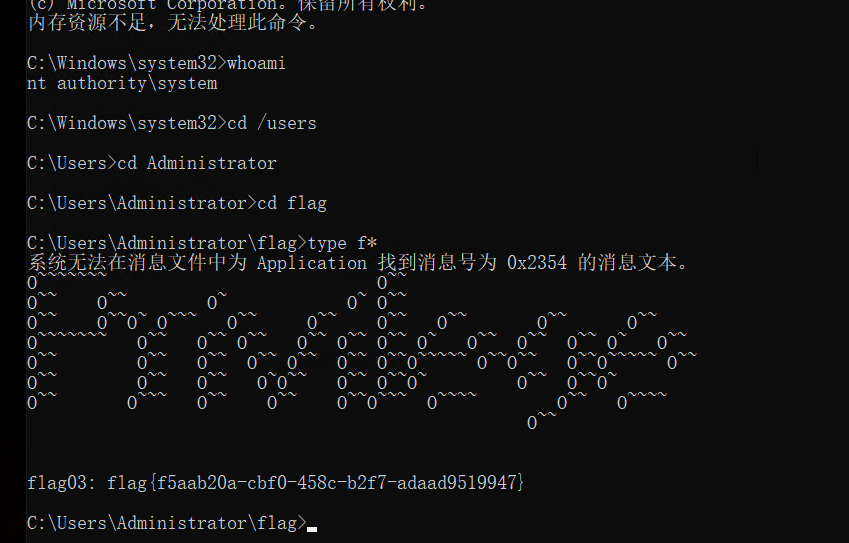 (c) Microsoft Corporation。保留所有权利。
内存资源不足，无法处理此命令。
C:\Windows\system32>whoami
nt authority\system
C:\Windows\system32>cd /users
C:\Users>cd Administrator
C:\Users\Administrator>cd flag
C:\Users\Administrator\flag>type f*
系统无法在消息文件中为 Application 找到消息号为 0x2354 的消息文本。
Privilege
flag03: flag{f5aab20a-cbf0-458c-b2f7-adaad9519947}
C:\Users\Administrator\flag>